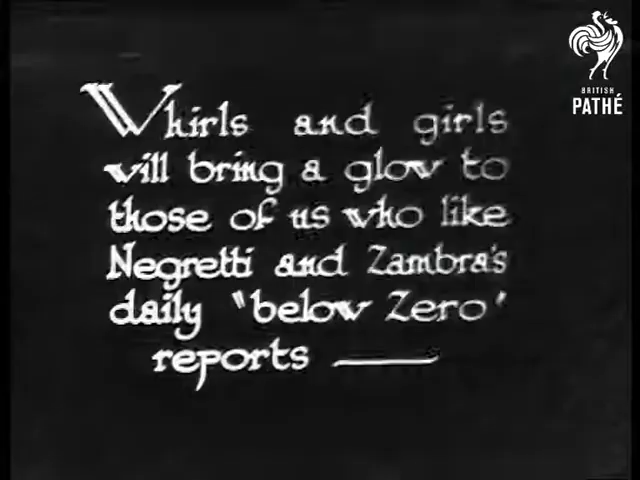 BRITISH
PATHÉ
Whirls and girls
will bring a glow to
those of us who like
Negretti and Zambra's
daily "below Zero"
reports —